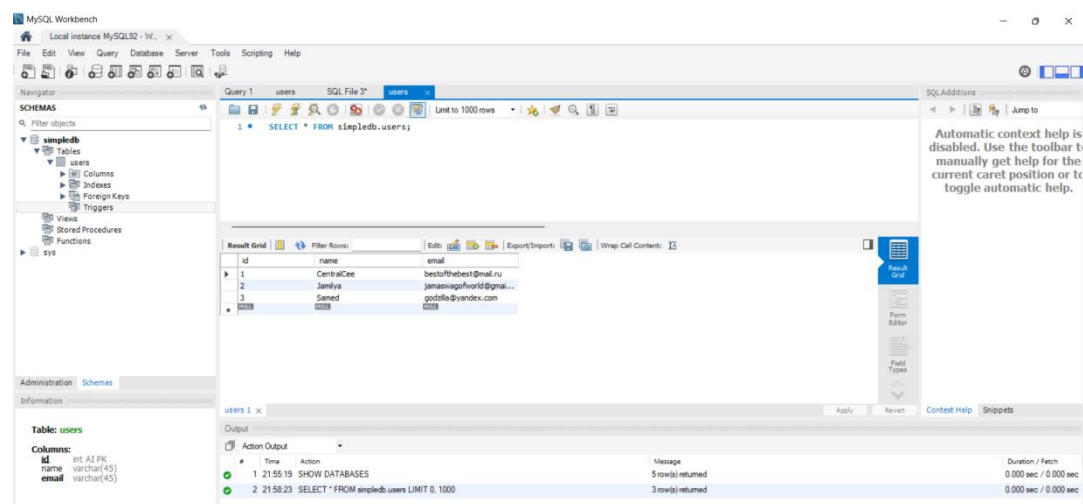 MySQL Workbench
Local instance MySQL92 - W...
File Edit View Query Database Server Tools Scripting Help
Navigator
SCHEMAS
Filter objects
simpledb
Tables
users
Columns
Indexes
Foreign Keys
Triggers
Views
Stored Procedures
Functions
sys
Administration Schemas
Information
Table: users
Columns:
id int AI PK
name varchar(45)
email varchar(45)
Query 1 users SQL File 3* users
Limit to 1000 rows
1 SELECT * FROM simpledb.users;
Result Grid Filter Rows: Edit: Export/Import: Wrap Cell Content:
id name email
1 CentralCee bestofthebest@mail.ru
2 Jamilya jamaswagofworld@gmai...
3 Samed godzilla@yandex.com
NULL NULL NULL
Result Grid
Form Editor
Field Types
users 1 Apply Revert
Output
Action Output
# Time Action Message Duration / Fetch
1 21:55:19 SHOW DATABASES 5 row(s) returned 0.000 sec / 0.000 sec
2 21:58:23 SELECT * FROM simpledb.users LIMIT 0, 1000 3 row(s) returned 0.000 sec / 0.000 sec
SQLAdditions
Jump to
Automatic context help is
disabled. Use the toolbar to
manually get help for the
current caret position or to
toggle automatic help.
Context Help Snippets